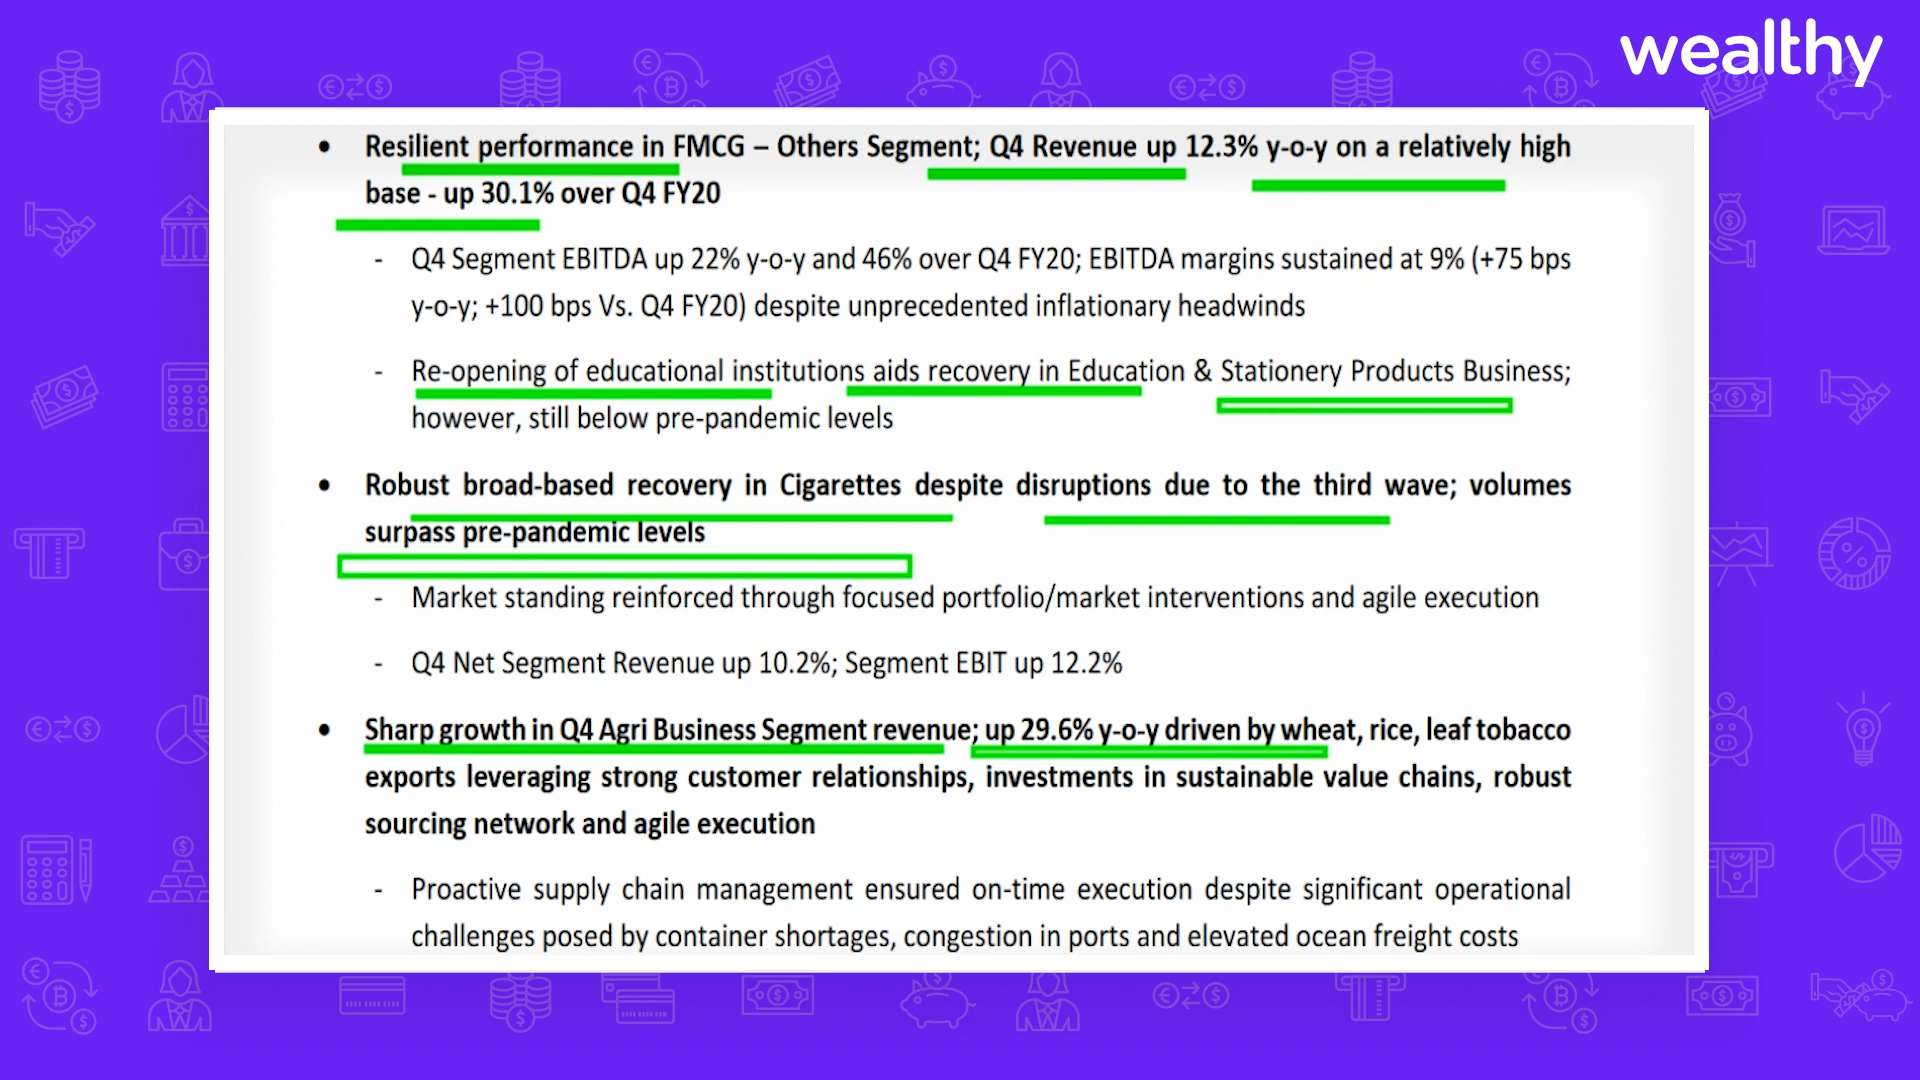 wealthy
• Resilient performance in FMCG – Others Segment; Q4 Revenue up 12.3% y-o-y on a relatively high
base - up 30.1% over Q4 FY20
- Q4 Segment EBITDA up 22% y-o-y and 46% over Q4 FY20; EBITDA margins sustained at 9% (+75 bps
y-o-y; +100 bps Vs. Q4 FY20) despite unprecedented inflationary headwinds
- Re-opening of educational institutions aids recovery in Education & Stationery Products Business;
however, still below pre-pandemic levels
• Robust broad-based recovery in Cigarettes despite disruptions due to the third wave; volumes
surpass pre-pandemic levels
- Market standing reinforced through focused portfolio/market interventions and agile execution
- Q4 Net Segment Revenue up 10.2%; Segment EBIT up 12.2%
• Sharp growth in Q4 Agri Business Segment revenue; up 29.6% y-o-y driven by wheat, rice, leaf tobacco
exports leveraging strong customer relationships, investments in sustainable value chains, robust
sourcing network and agile execution
- Proactive supply chain management ensured on-time execution despite significant operational
challenges posed by container shortages, congestion in ports and elevated ocean freight costs